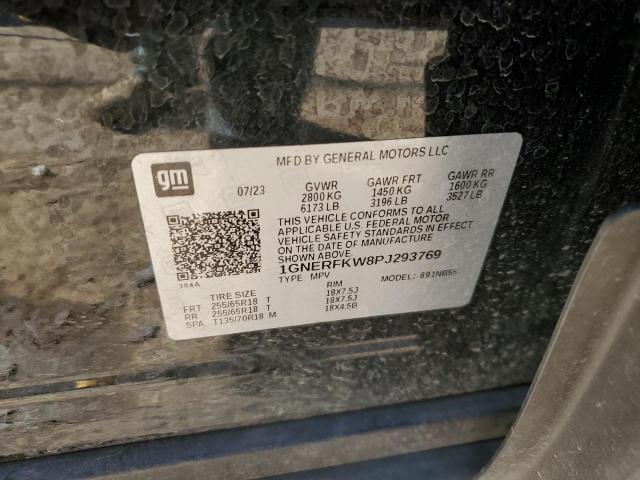 gm
MFD BY GENERAL MOTORS LLC
07/23 GVWR GAWR FRT GAWR RR
2800 KG 1450 KG 1600 KG
6173 LB 3196 LB 3527 LB
THIS VEHICLE CONFORMS TO ALL
APPLICABLE U.S. FEDERAL MOTOR
VEHICLE SAFETY STANDARDS IN EFFECT
ON THE DATE OF MANUFACTURE SHOWN ABOVE.
1GNERFKW8PJ293769
TYPE: MPV MODEL: 891NB56
184A
TIRE SIZE RIM
FRT 255/65R18 T 18X7.5J
RR 255/65R18 T 18X7.5J
SPA T135/70R18 M 18X4.5B